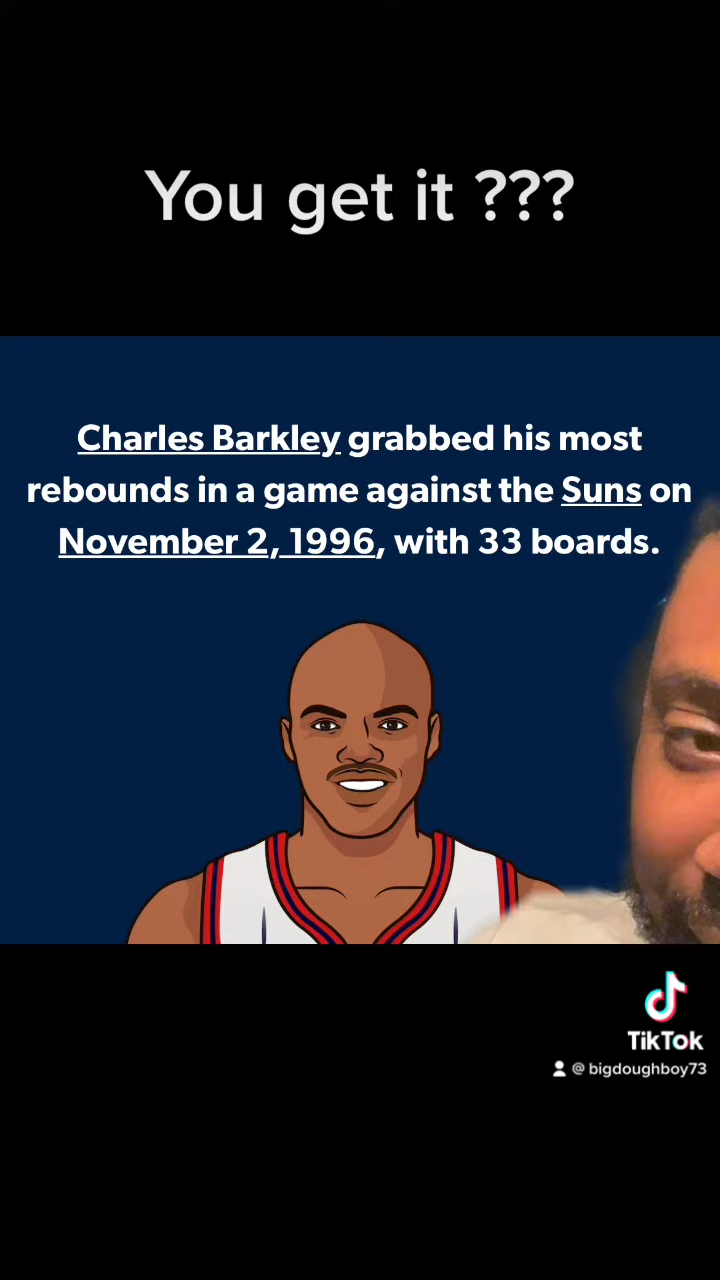 You get it ???
Charles Barkley grabbed his most
rebounds in a game against the Suns on
November 2, 1996, with 33 boards.
TikTok
@ bigdoughboy73